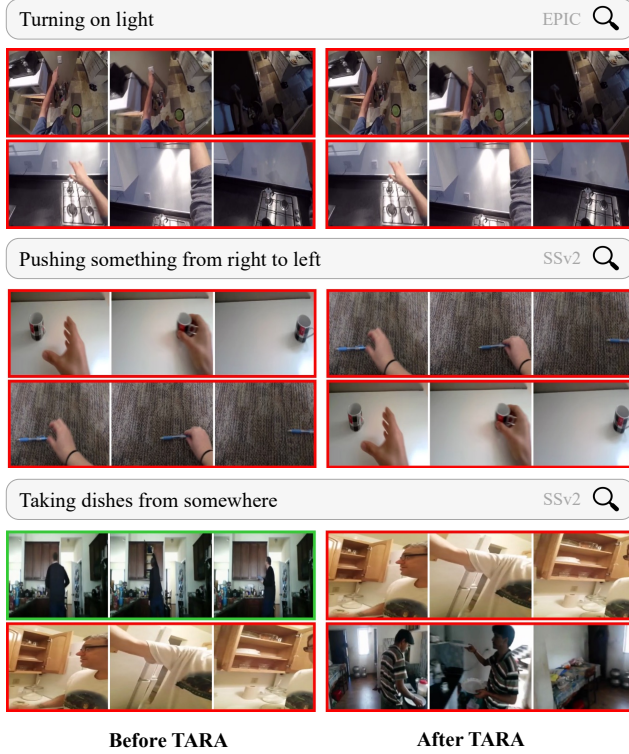 Turning on light EPIC
Pushing something from right to left SSv2
Taking dishes from somewhere SSv2
Before TARA After TARA